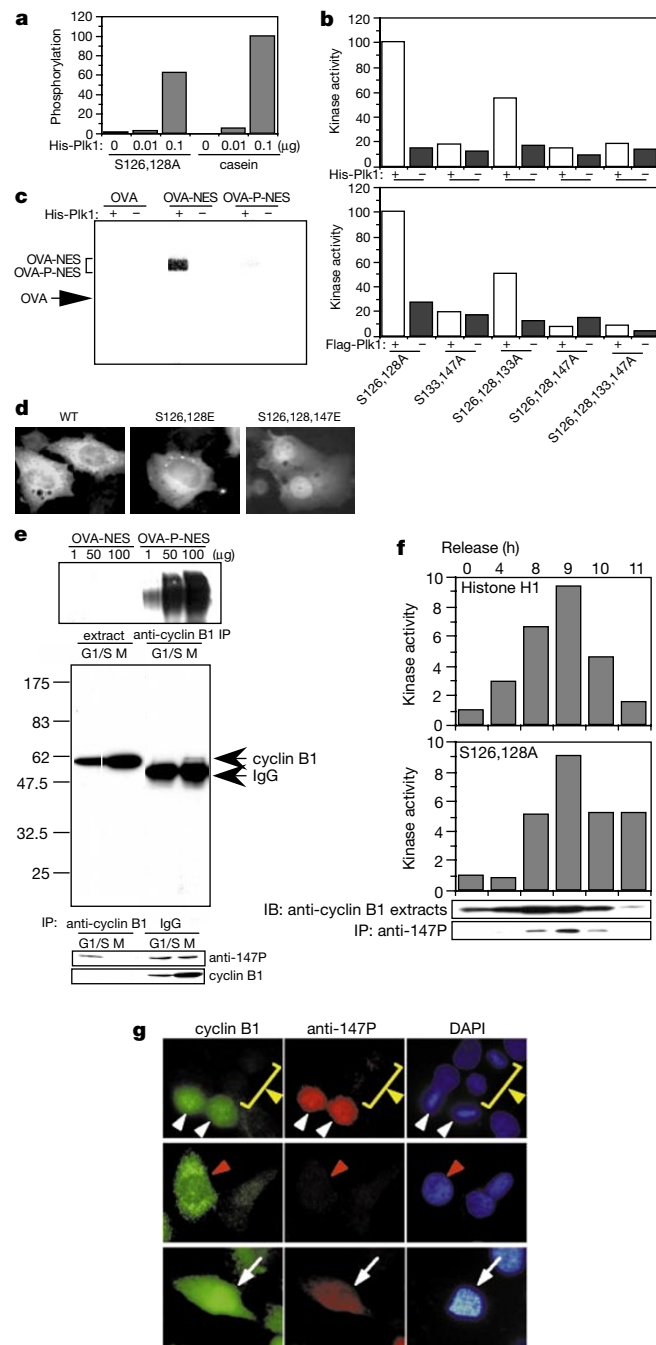 a
120
100
80
60
40
20
0
Phosphorylation
His-Plk1: 0 0.01 0.1 0 0.01 0.1 (μg)
S126,128A casein
b
120
100
80
60
40
20
0
Kinase activity
His-Plk1: + – + – + – + – + –
120
100
80
60
40
20
0
Kinase activity
Flag-Plk1: + – + – + – + – + –
S126,128A
S133,147A
S126,128,133A
S126,128,147A
S126,128,133,147A
c
OVA OVA-NES OVA-P-NES
His-Plk1: + – + – + –
OVA-NES
OVA-P-NES
OVA
d
WT S126,128E S126,128,147E
e
OVA-NES OVA-P-NES
1 50 100 1 50 100 (μg)
extract anti-cyclin B1 IP
G1/S M G1/S M
175
83
62
47.5
32.5
25
cyclin B1
IgG
IP: anti-cyclin B1 IgG
G1/S M G1/S M
anti-147P
cyclin B1
f
Release (h)
0 4 8 9 10 11
10
8
6
4
2
0
Kinase activity
Histone H1
10
8
6
4
2
0
Kinase activity
S126,128A
IB: anti-cyclin B1 extracts
IP: anti-147P
g
cyclin B1 anti-147P DAPI